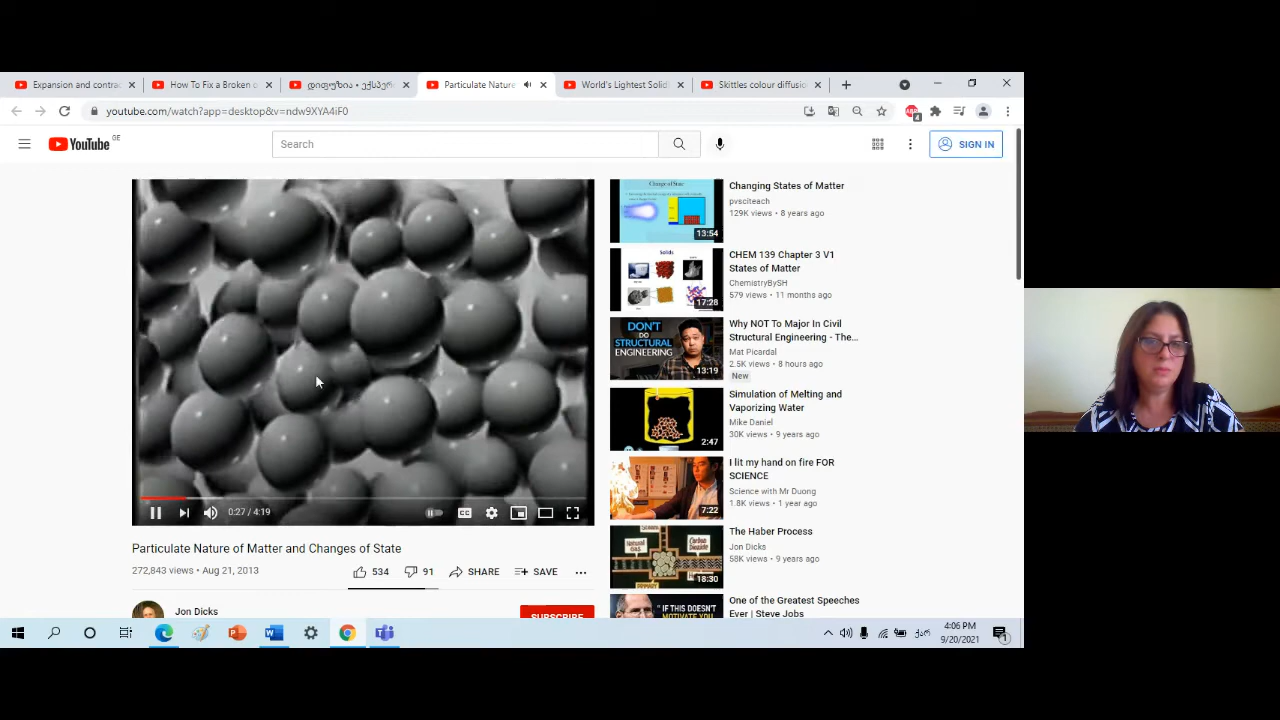 Expansion and contra
How To Fix a Broken o
დიფუზია • ექსპერ
Particulate Nature
World's Lightest Solid
Skittles colour diffusion
youtube.com/watch?app=desktop&v=ndw9XYA4iF0
YouTube GE
Search
SIGN IN
Changing States of Matter
pvsciteach
129K views • 8 years ago
13:54
CHEM 139 Chapter 3 V1
States of Matter
ChemistryBySH
579 views • 11 months ago
Solids
17:28
Why NOT To Major In Civil
Structural Engineering - The...
Mat Picardal
2.5K views • 8 hours ago
New
DON'T
DO
STRUCTURAL
ENGINEERING
13:19
Simulation of Melting and
Vaporizing Water
Mike Daniel
30K views • 9 years ago
2:47
I lit my hand on fire FOR
SCIENCE
Science with Mr Duong
1.8K views • 1 year ago
7:22
The Haber Process
Jon Dicks
58K views • 9 years ago
18:30
One of the Greatest Speeches
Ever | Steve Jobs
"IF THIS DOESN'T
MOTIVATE YOU
0:27 / 4:19
Particulate Nature of Matter and Changes of State
272,843 views • Aug 21, 2013
534
91
SHARE
SAVE
Jon Dicks
SUBSCRIBE
4:06 PM
9/20/2021